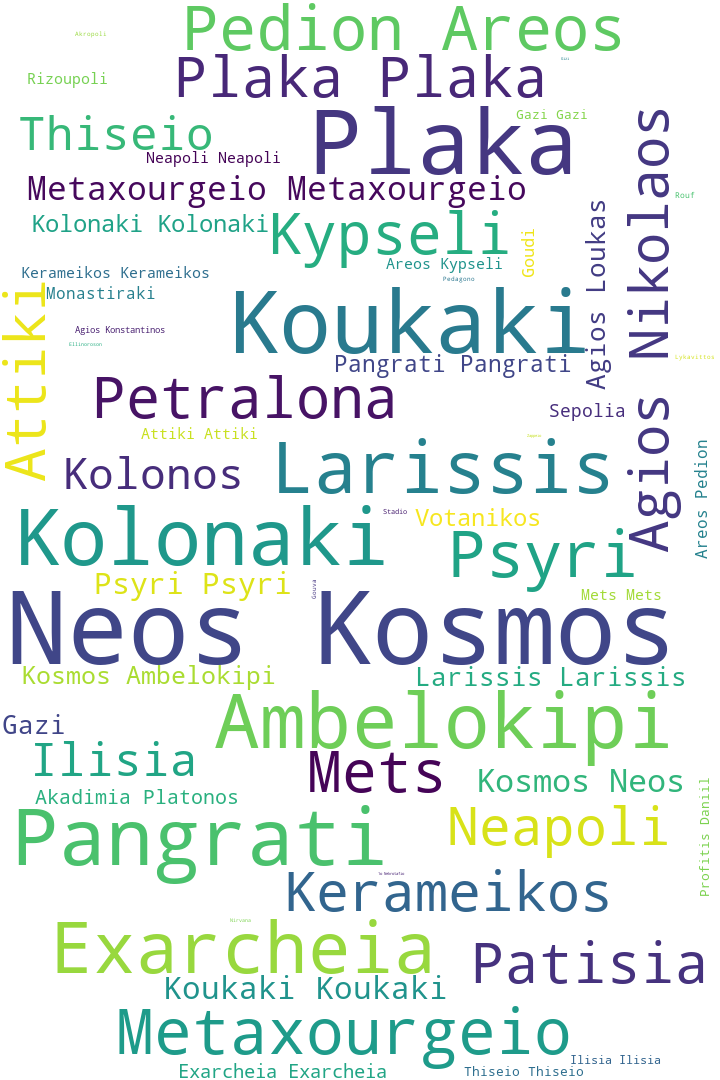 Pedion Areos
Akropoli
Plaka Plaka
Rizoupoli
Plaka
Gazi Gazi
Thiseio
Neapoli Neapoli
Metaxourgeio Metaxourgeio
Rouf
Agios Nikolaos
Agios Loukas
Kolonaki Kolonaki
Kypseli
Goudi
Areos Kypseli
Kerameikos Kerameikos
Pedagono
Monastiraki
Attiki
Koukaki
Agios Konstantinos
Ellinoroson
Pangrati Pangrati
Lykavittos
Petralona
Sepolia
Attiki Attiki
Larissis
Areos Pedion
Kolonos
Kolonaki
Stadio
Votanikos
Psyri
Psyri Psyri
Gouva
Mets Mets
Neos Kosmos
Kosmos Ambelokipi
Larissis Larissis
Ambelokipi
Gazi
Ilisia
Mets
Kosmos Neos
Akadimia Platonos
Profitis Daniil
Pangrati
Neapoli
Kerameikos
Nirvana
Exarcheia
Patisia
Koukaki Koukaki
Metaxourgeio
Ilisia Ilisia
Exarcheia Exarcheia
Thiseio Thiseio